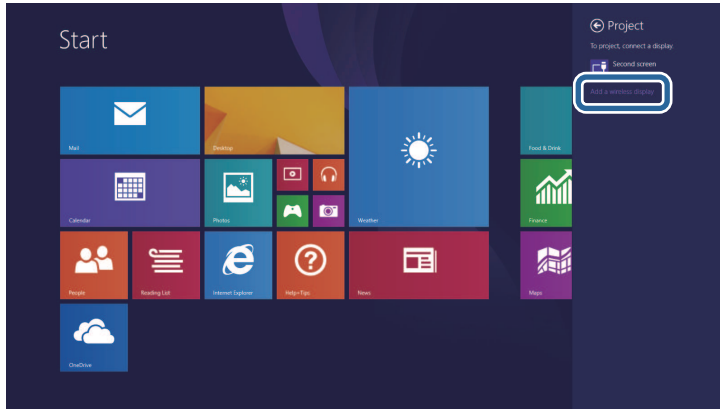 Start
Project
To project, connect a display.
Second screen
Add a wireless display
Mail
Desktop
Weather
Food & Drink
Calendar
Photos
Finance
People
Reading List
Internet Explorer
Help+Tips
News
Maps
OneDrive